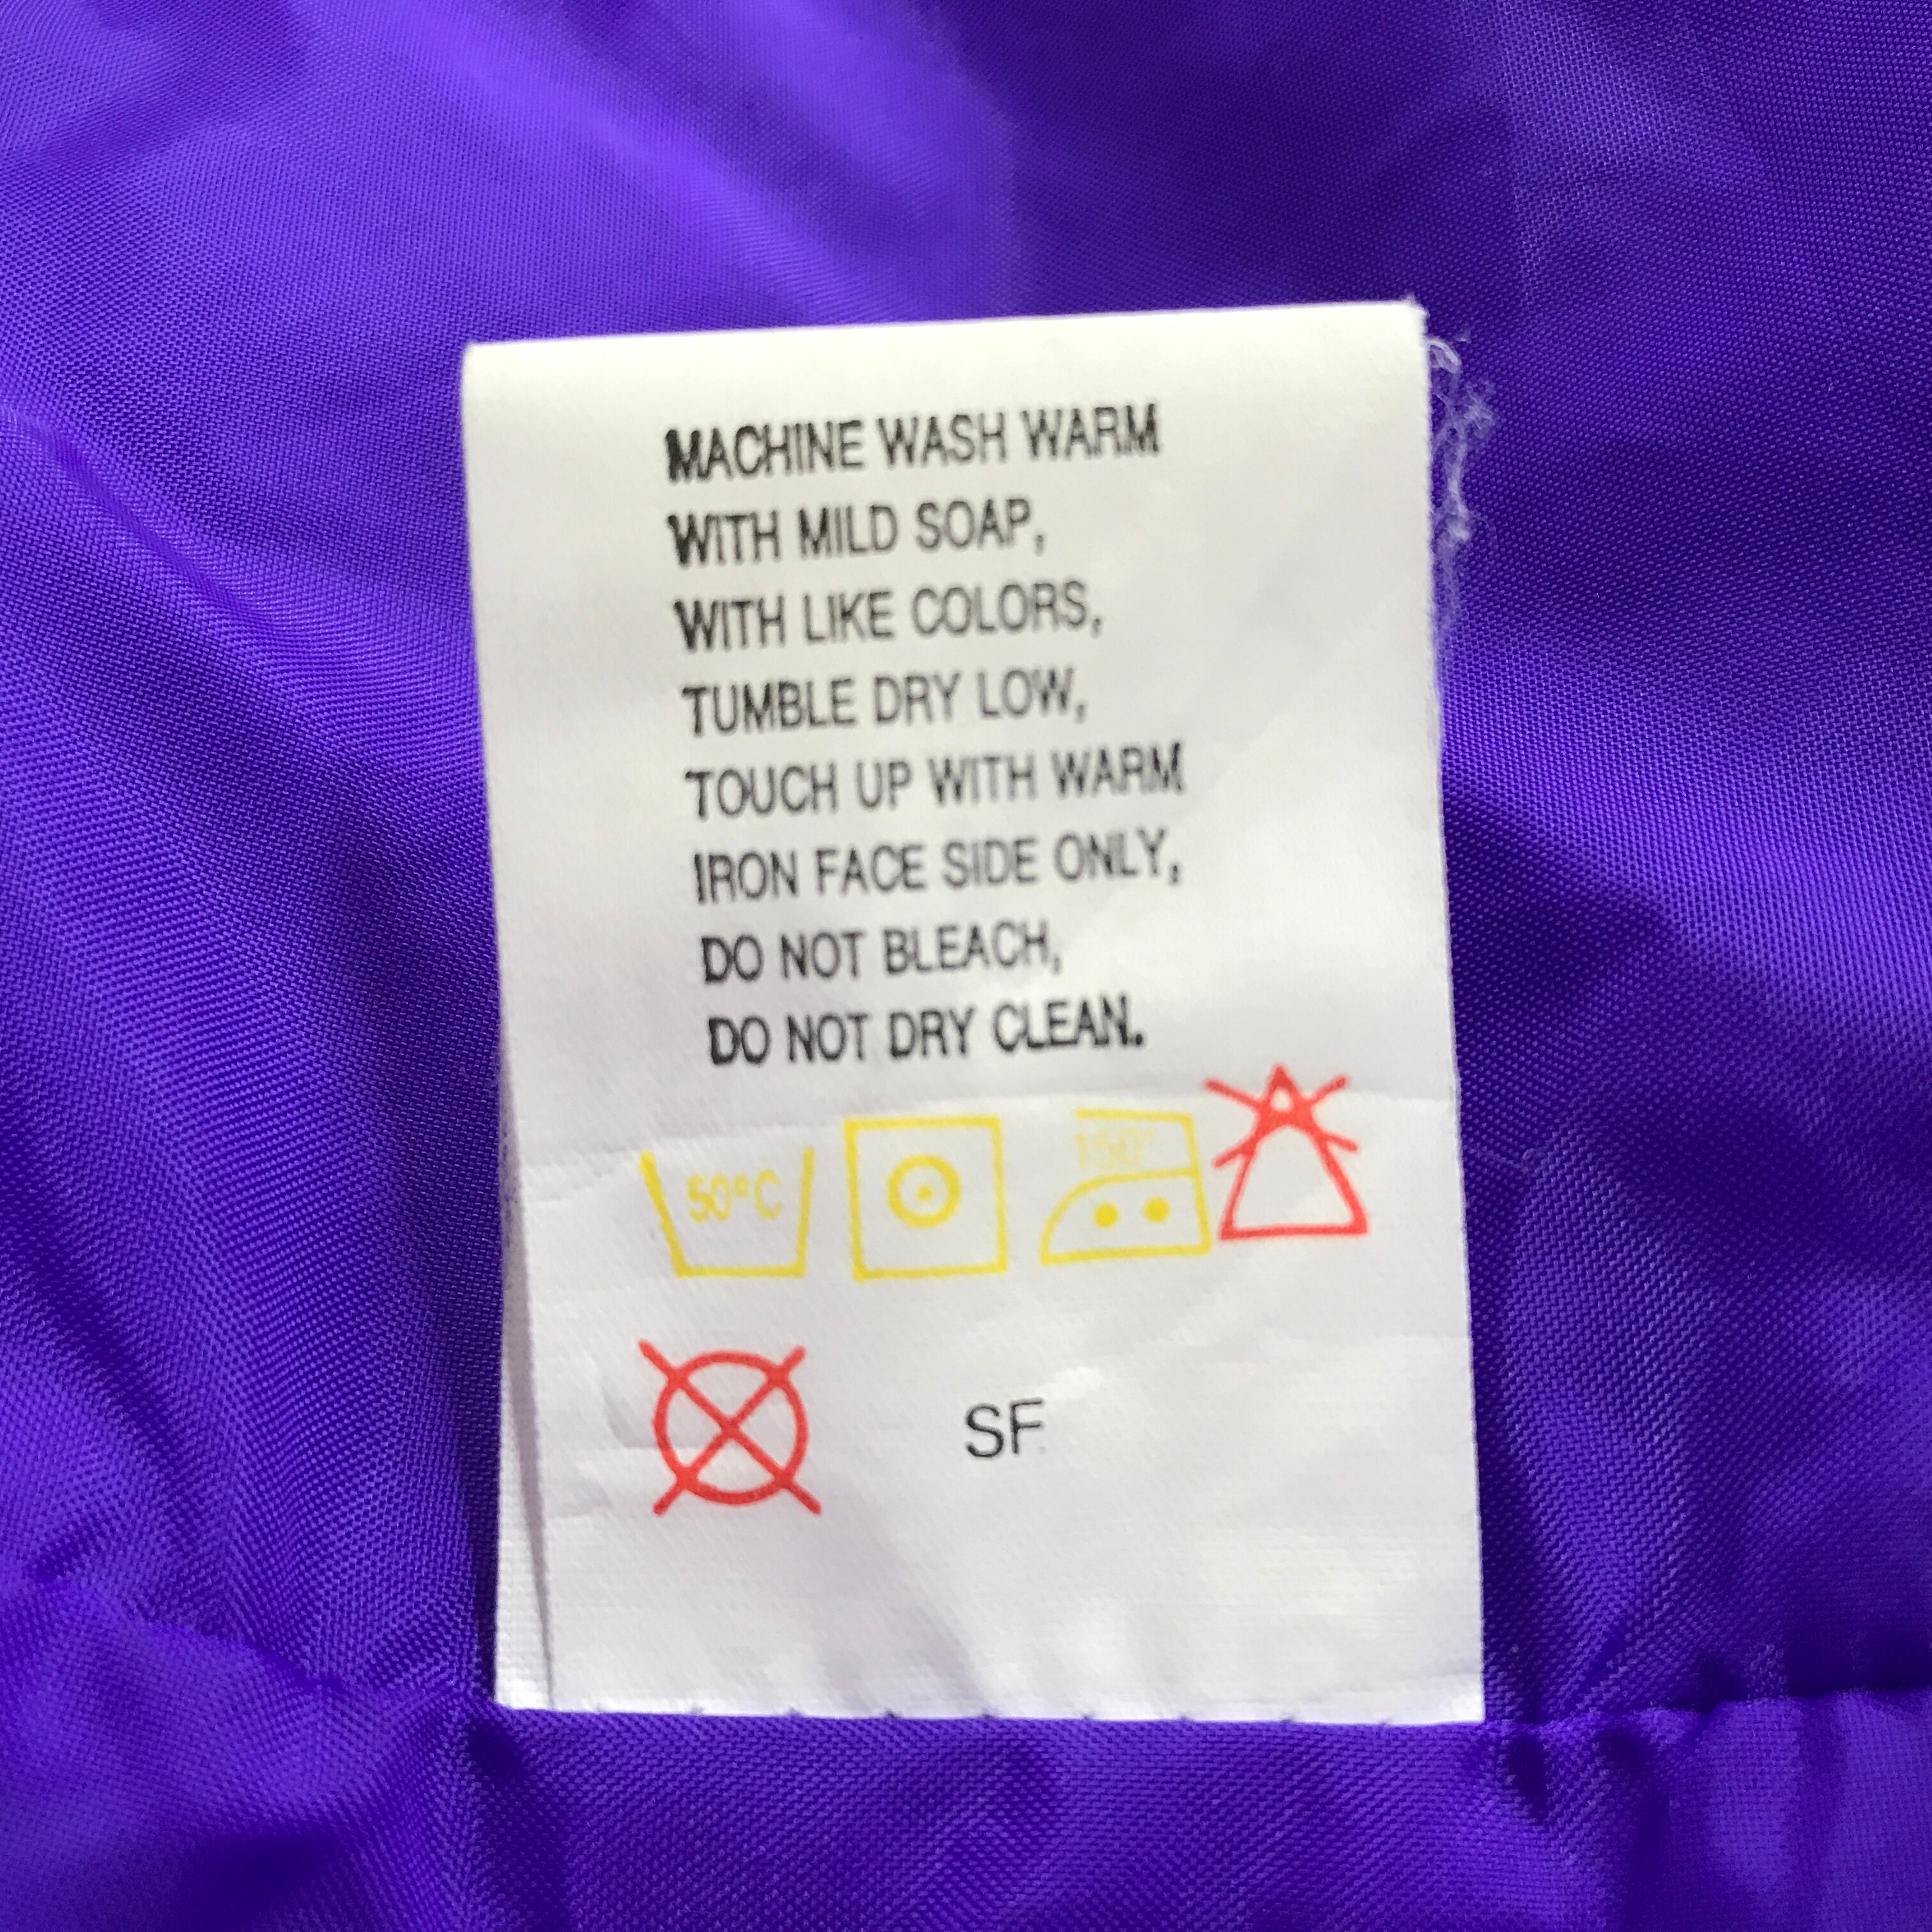 MACHINE WASH WARM
WITH MILD SOAP,
WITH LIKE COLORS,
TUMBLE DRY LOW,
TOUCH UP WITH WARM
IRON FACE SIDE ONLY,
DO NOT BLEACH,
DO NOT DRY CLEAN.
50°C 150°
SF